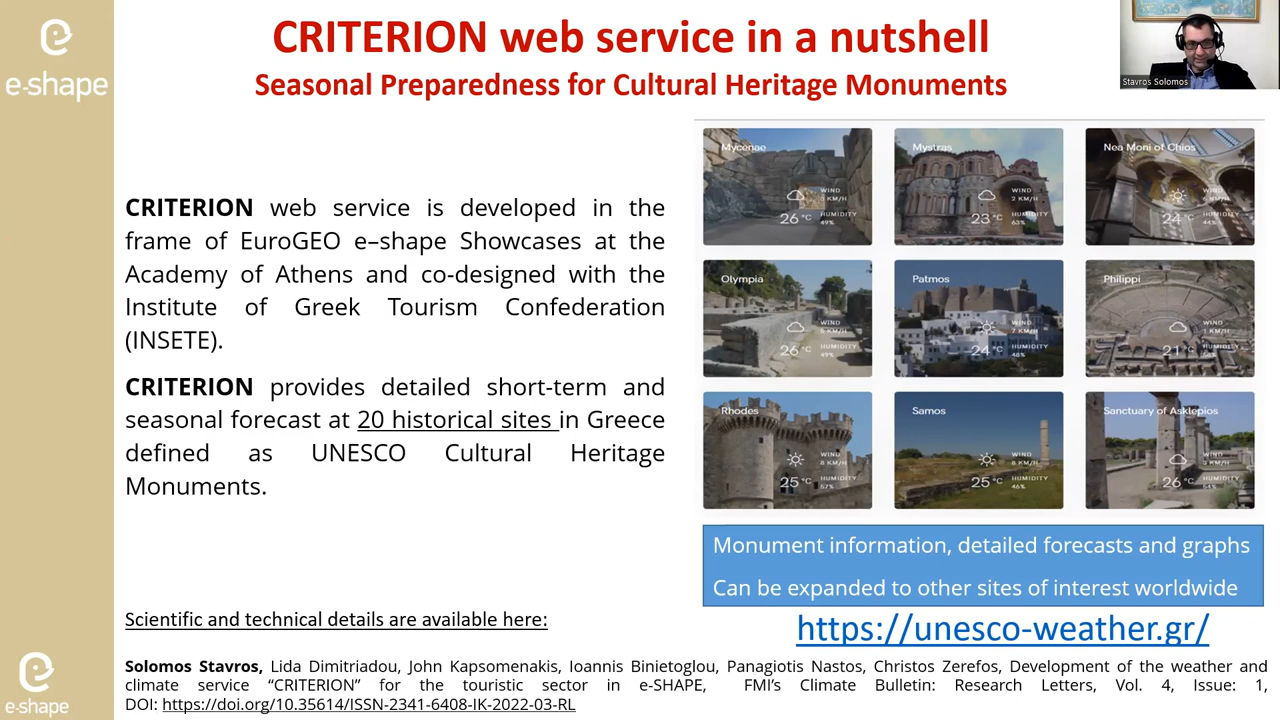 e-shape
CRITERION web service in a nutshell
Seasonal Preparedness for Cultural Heritage Monuments
Stavros Solomos
CRITERION web service is developed in the
frame of EuroGEO e–shape Showcases at the
Academy of Athens and co-designed with the
Institute of Greek Tourism Confederation
(INSETE).
CRITERION provides detailed short-term and
seasonal forecast at 20 historical sites in Greece
defined as UNESCO Cultural Heritage
Monuments.
Mycenae
26 °C
WIND
KM/H
HUMIDITY
49%
Mystras
23 °C
WIND
2 KM/H
HUMIDITY
63%
Nea Moni of Chios
24 °C
WIND
KM/H
HUMIDITY
44%
Olympia
26 °C
WIND
KM/H
HUMIDITY
49%
Patmos
24 °C
WIND
7 KM/H
HUMIDITY
46%
Philippi
21 °C
WIND
1 KM/H
HUMIDITY
Rhodes
25 °C
WIND
8 KM/H
HUMIDITY
57%
Samos
25 °C
WIND
8 KM/H
HUMIDITY
46%
Sanctuary of Asklepios
26 °C
WIND
KM/H
HUMIDITY
Monument information, detailed forecasts and graphs
Can be expanded to other sites of interest worldwide
https://unesco-weather.gr/
Scientific and technical details are available here:
Solomos Stavros, Lida Dimitriadou, John Kapsomenakis, Ioannis Binietoglou, Panagiotis Nastos, Christos Zerefos, Development of the weather and
climate service “CRITERION” for the touristic sector in e-SHAPE, FMI’s Climate Bulletin: Research Letters, Vol. 4, Issue: 1,
DOI: https://doi.org/10.35614/ISSN-2341-6408-IK-2022-03-RL
e-shape